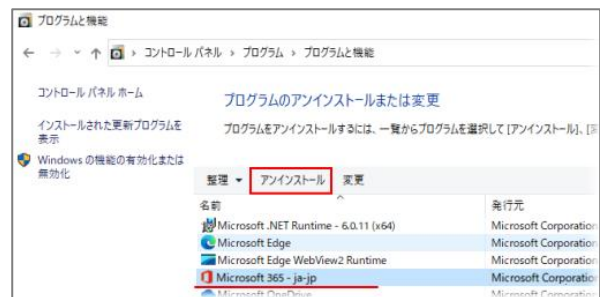 プログラムと機能
コントロール パネル › プログラム › プログラムと機能
コントロール パネル ホーム
インストールされた更新プログラムを
表示
Windows の機能の有効化または
無効化
プログラムのアンインストールまたは変更
プログラムをアンインストールするには、一覧からプログラムを選択して [アンインストール]、[
整理 アンインストール 変更
名前 発行元
Microsoft .NET Runtime - 6.0.11 (x64) Microsoft Corporation
Microsoft Edge Microsoft Corporation
Microsoft Edge WebView2 Runtime Microsoft Corporation
Microsoft 365 - ja-jp Microsoft Corporation
Microsoft OneDrive Microsoft Corporation